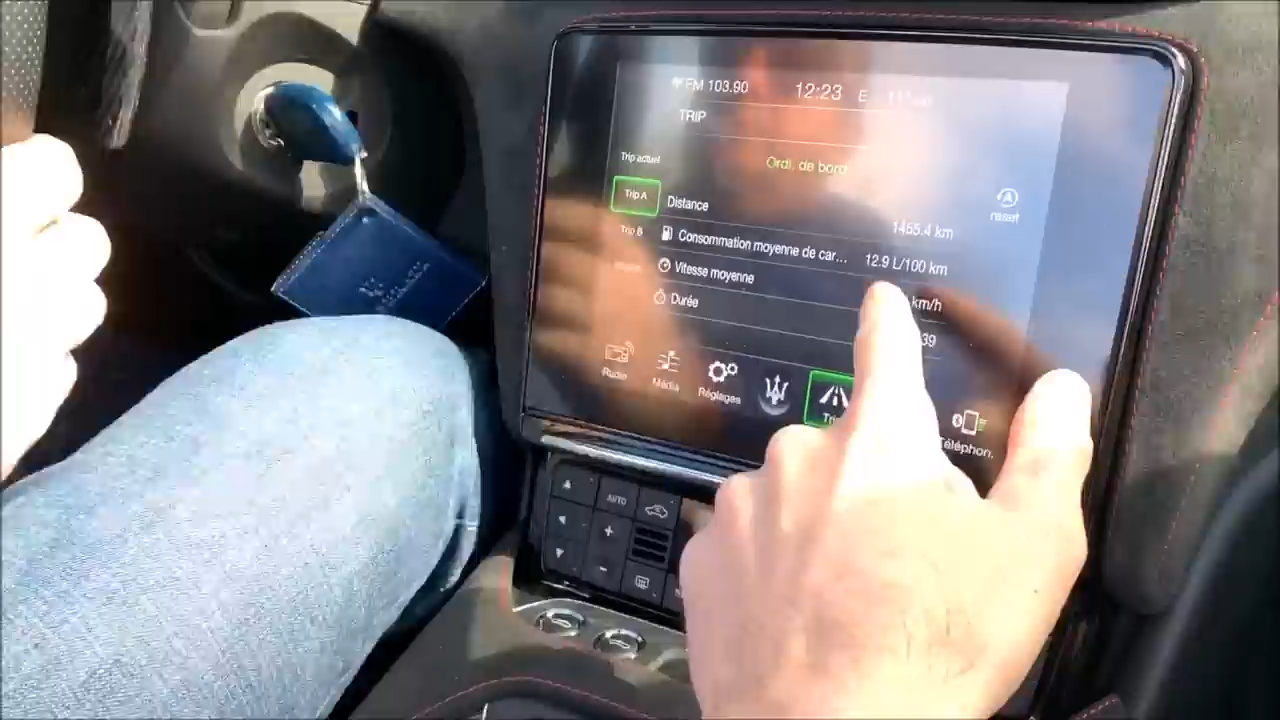 FM 103.90 12:23 E
TRIP
Ordi. de bord
Trip actuel
reset
Trip A
Distance 1465.4 km
Trip B
Consommation moyenne de car... 12.9 L/100 km
Vitesse moyenne km/h
Durée 39
Radio
Média
Réglages
Téléphon.
AUTO